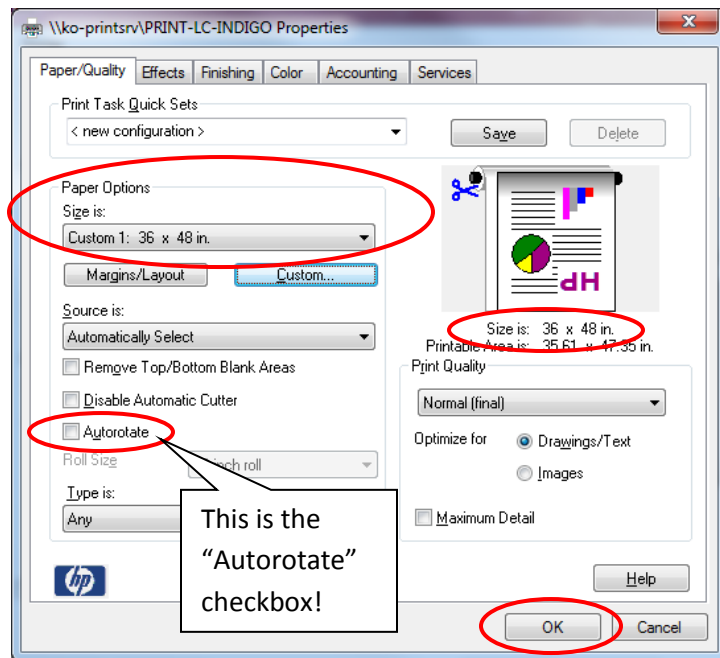 \\ko-printsrv\PRINT-LC-INDIGO Properties
Paper/Quality Effects Finishing Color Accounting Services
Print Task Quick Sets
< new configuration >
Save Delete
Paper Options
Size is:
Custom 1: 36 x 48 in.
Margins/Layout Custom...
Source is:
Automatically Select
Remove Top/Bottom Blank Areas
Disable Automatic Cutter
Autorotate
Roll Size
inch roll
Type is:
Any
HP
Size is: 36 x 48 in.
Printable Area is: 35.61 x 47.35 in.
Print Quality
Normal (final)
Optimize for Drawings/Text
Images
Maximum Detail
This is the
“Autorotate”
checkbox!
hp
Help
OK Cancel